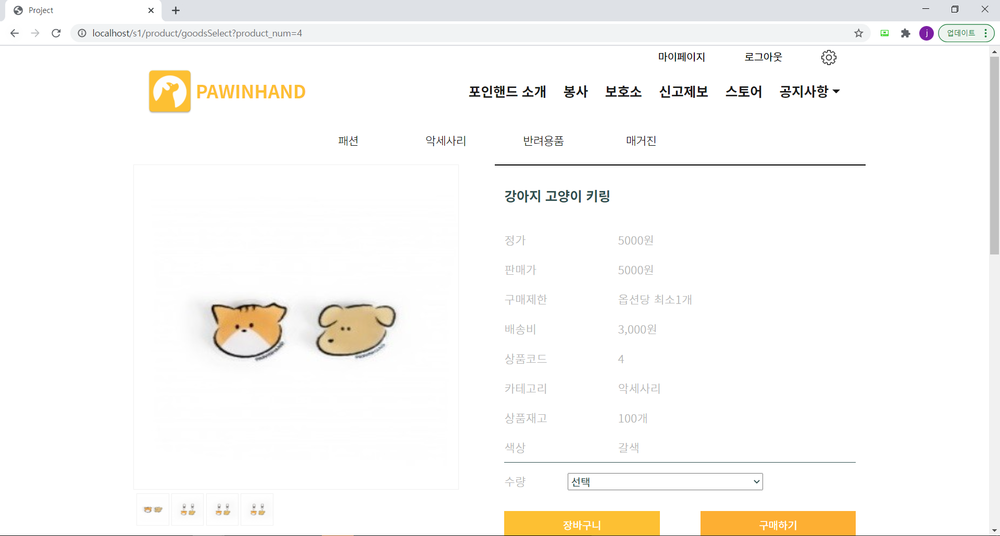 Project
localhost/s1/product/goodsSelect?product_num=4
j
업데이트
마이페이지 로그아웃
PAWINHAND
포인핸드 소개 봉사 보호소 신고제보 스토어 공지사항
패션 악세사리 반려용품 매거진
강아지 고양이 키링
정가 5000원
판매가 5000원
구매제한 옵션당 최소1개
배송비 3,000원
상품코드 4
카테고리 악세사리
상품재고 100개
색상 갈색
수량 선택
장바구니 구매하기